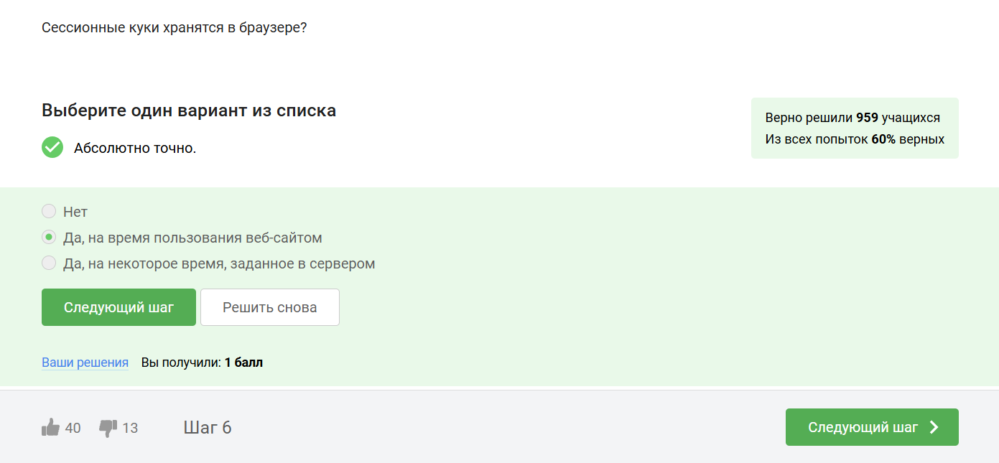 Сессионные куки хранятся в браузере?
Выберите один вариант из списка
Верно решили 959 учащихся
Из всех попыток 60% верных
Абсолютно точно.
Нет
Да, на время пользования веб-сайтом
Да, на некоторое время, заданное в сервером
Следующий шаг
Решить снова
Ваши решения Вы получили: 1 балл
40 13 Шаг 6 Следующий шаг